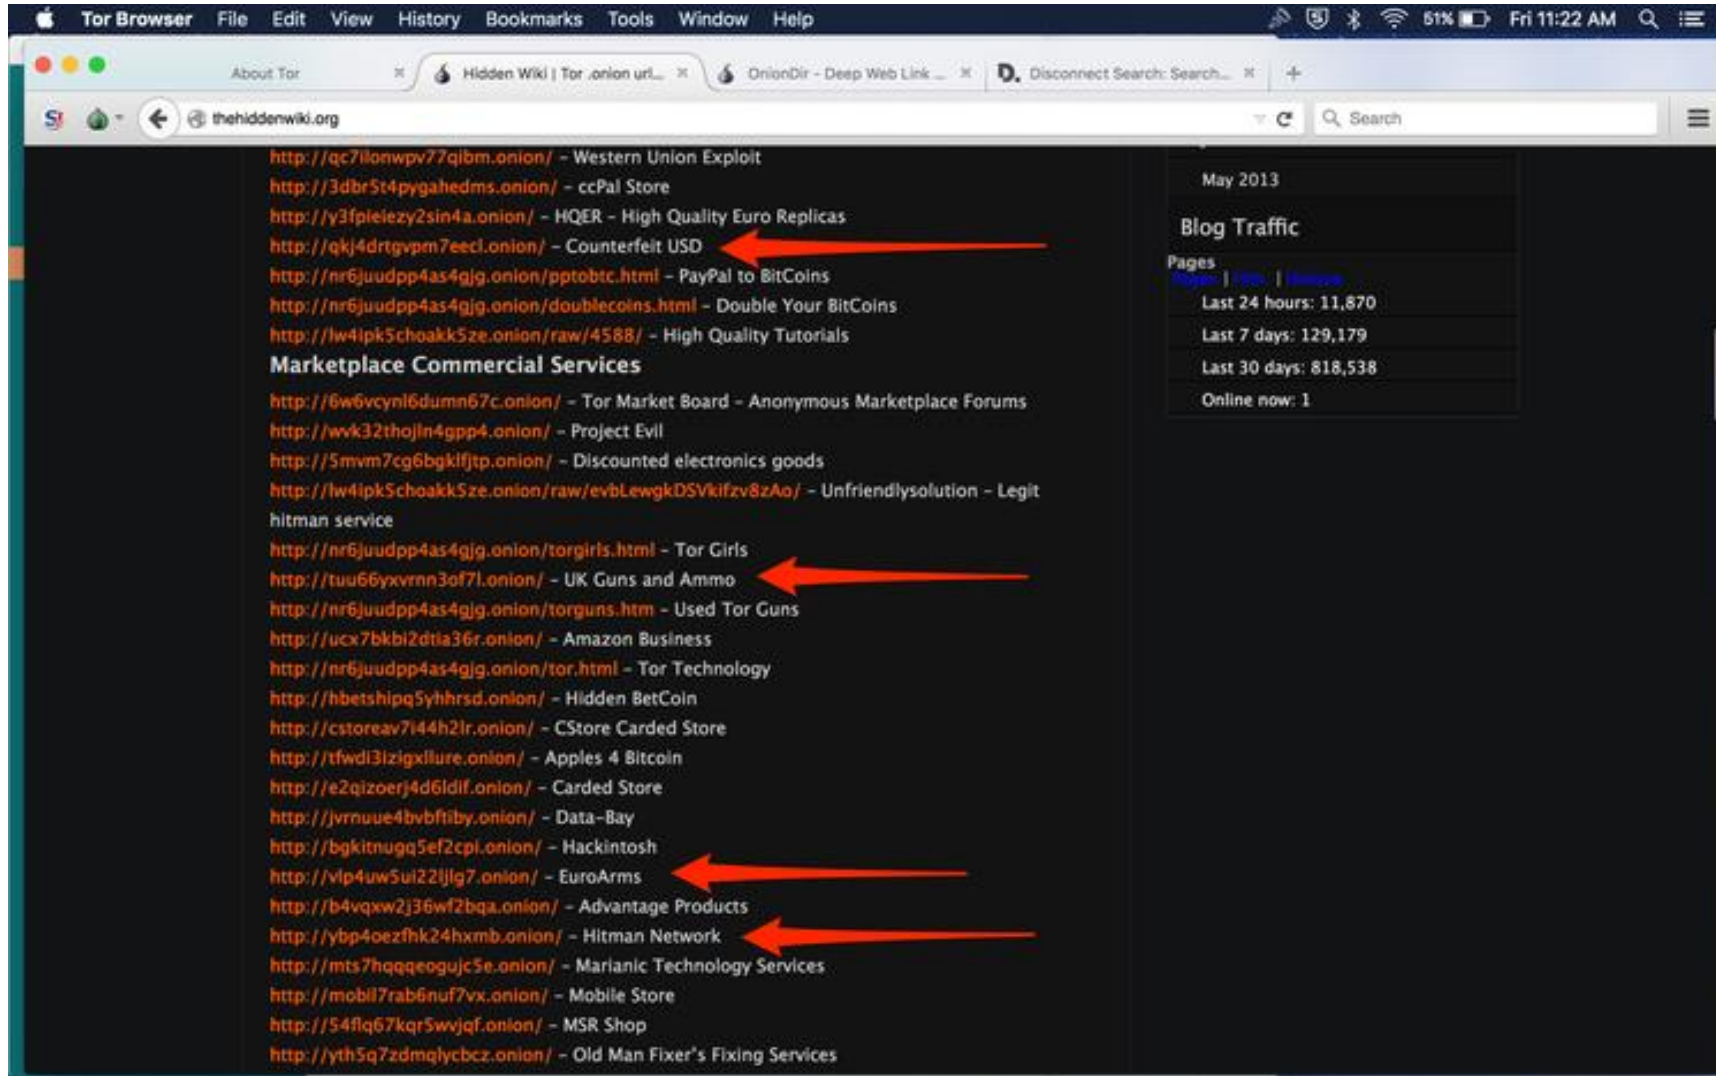 Tor Browser File Edit View History Bookmarks Tools Window Help 51% Fri 11:22 AM
About Tor Hidden Wiki | Tor .onion url... OnionDir - Deep Web Link ... D. Disconnect Search: Search...
S! thehiddenwiki.org Search
http://qc7ilonwpv77qibm.onion/ – Western Union Exploit
http://3dbr5t4pygahedms.onion/ – ccPal Store
http://y3fpieiezy2sin4a.onion/ – HQER – High Quality Euro Replicas
http://qkj4drtgvpm7eecl.onion/ – Counterfeit USD
http://nr6juudpp4as4gjg.onion/pptobtc.html – PayPal to BitCoins
http://nr6juudpp4as4gjg.onion/doublecoins.html – Double Your BitCoins
http://lw4ipk5choakk5ze.onion/raw/4588/ – High Quality Tutorials
Marketplace Commercial Services
http://6w6vcynl6dumn67c.onion/ – Tor Market Board – Anonymous Marketplace Forums
http://wvk32thojln4gpp4.onion/ – Project Evil
http://5mvm7cg6bgklfjtp.onion/ – Discounted electronics goods
http://lw4ipk5choakk5ze.onion/raw/evbLewgkDSVkifzv8zAo/ – Unfriendlysolution – Legit
hitman service
http://nr6juudpp4as4gjg.onion/torgirls.html – Tor Girls
http://tuu66yxvrnn3of7l.onion/ – UK Guns and Ammo
http://nr6juudpp4as4gjg.onion/torguns.htm – Used Tor Guns
http://ucx7bkbi2dtia36r.onion/ – Amazon Business
http://nr6juudpp4as4gjg.onion/tor.html – Tor Technology
http://hbetshipq5yhhrsd.onion/ – Hidden BetCoin
http://cstoreav7i44h2lr.onion/ – CStore Carded Store
http://tfwdi3izigxllure.onion/ – Apples 4 Bitcoin
http://e2qizoerj4d6ldif.onion/ – Carded Store
http://jvrnuue4bvbftiby.onion/ – Data-Bay
http://bgkitnugq5ef2cpi.onion/ – Hackintosh
http://vlp4uw5ui22ljlg7.onion/ – EuroArms
http://b4vqxw2j36wf2bqa.onion/ – Advantage Products
http://ybp4oezfhk24hxmb.onion/ – Hitman Network
http://mts7hqqqeogujc5e.onion/ – Marianic Technology Services
http://mobil7rab6nuf7vx.onion/ – Mobile Store
http://54flq67kqr5wvjqf.onion/ – MSR Shop
http://yth5q7zdmqlycbcz.onion/ – Old Man Fixer's Fixing Services
May 2013
Blog Traffic
Pages
Last 24 hours: 11,870
Last 7 days: 129,179
Last 30 days: 818,538
Online now: 1